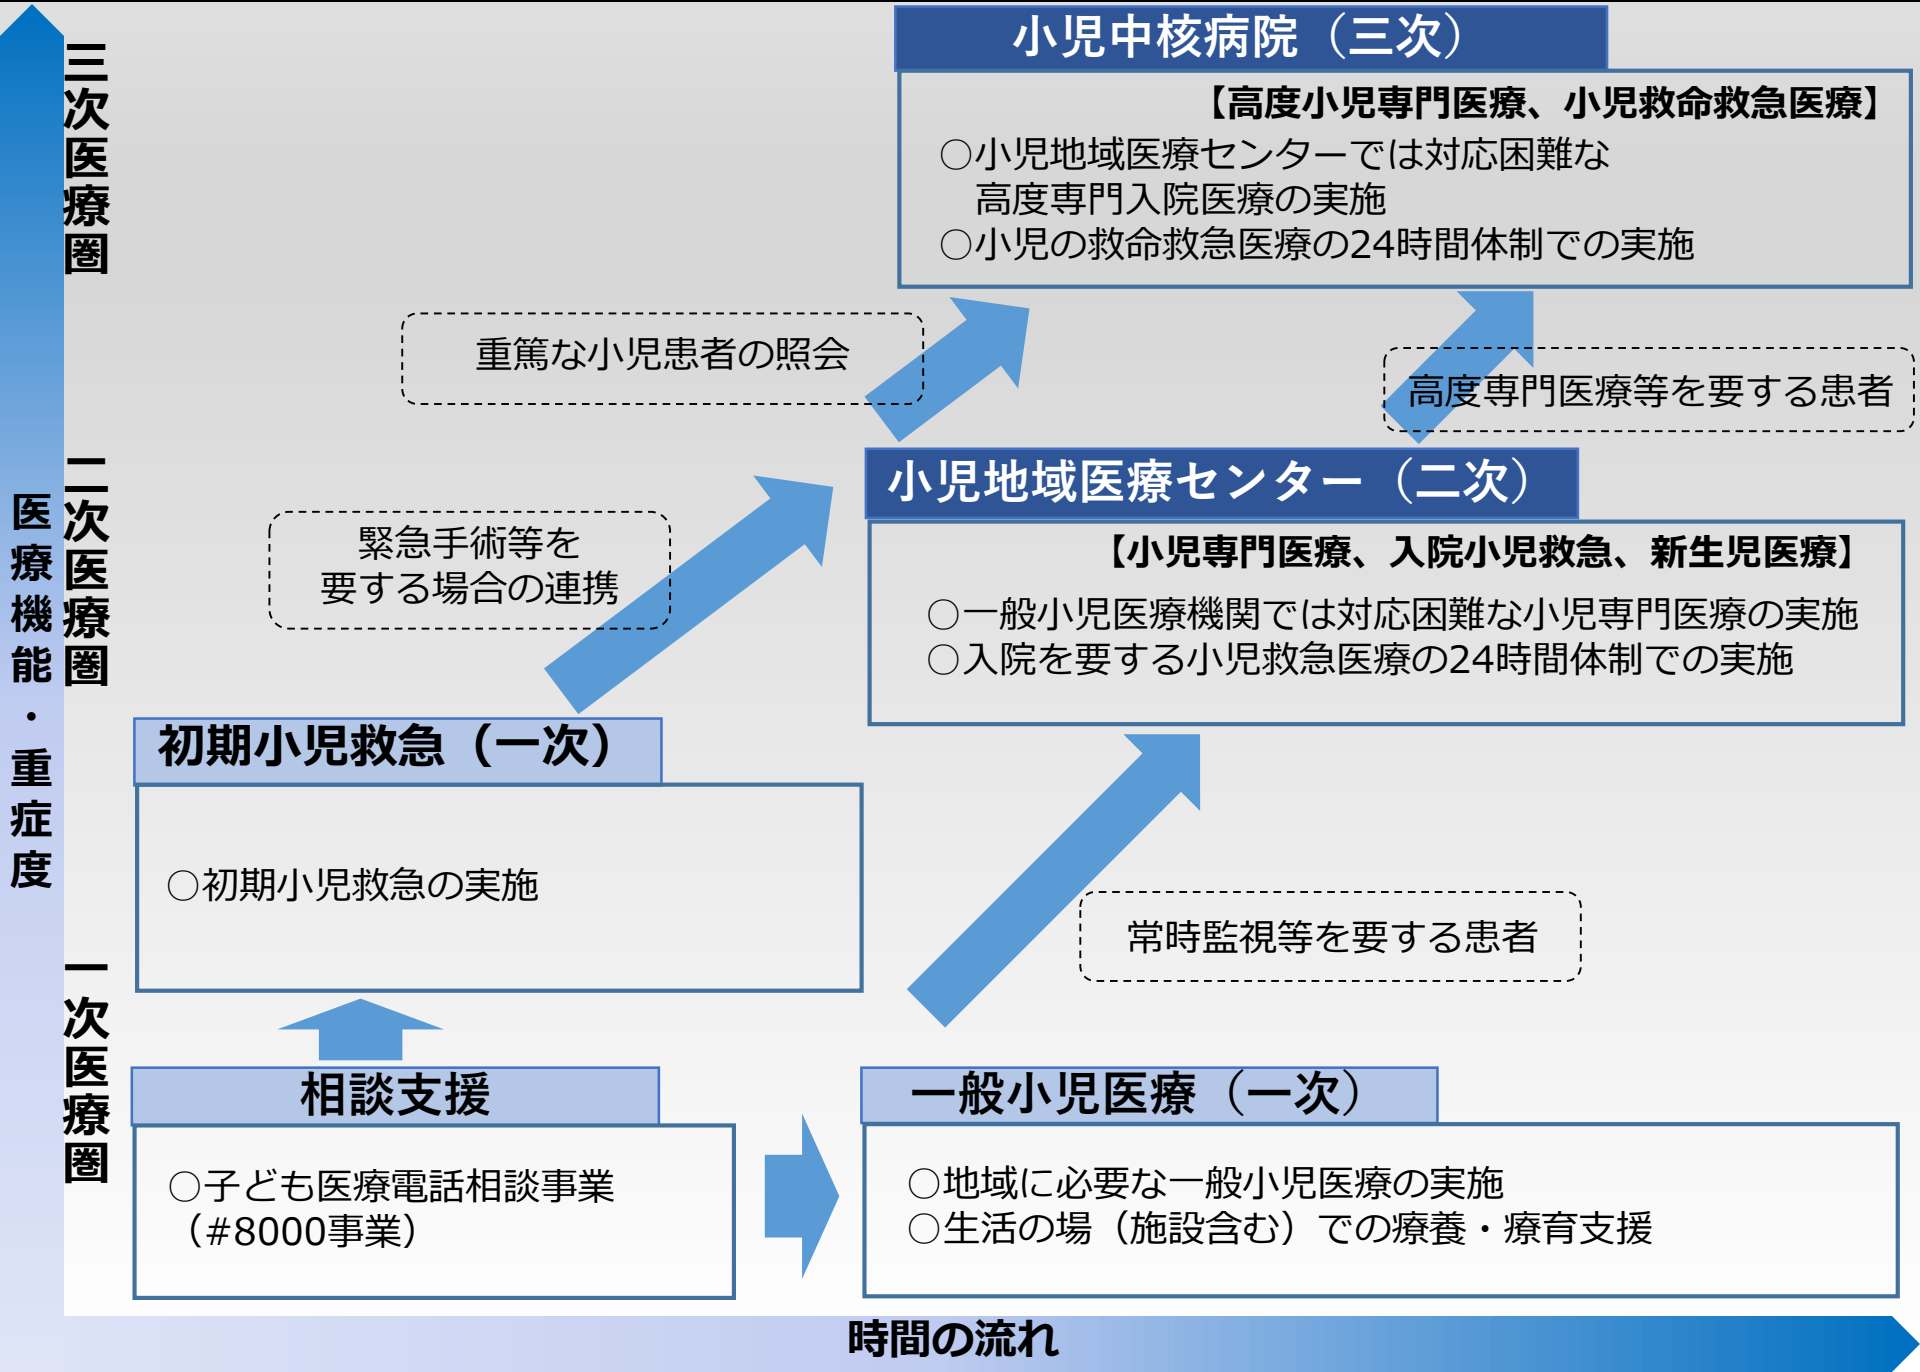 小児中核病院（三次）
【高度小児専門医療、小児救命救急医療】
○小児地域医療センターでは対応困難な
高度専門入院医療の実施
○小児の救命救急医療の24時間体制での実施
三次医療圏
重篤な小児患者の照会
高度専門医療等を要する患者
小児地域医療センター（二次）
【小児専門医療、入院小児救急、新生児医療】
○一般小児医療機関では対応困難な小児専門医療の実施
○入院を要する小児救急医療の24時間体制での実施
二次医療圏
医療機能・重症度
緊急手術等を
要する場合の連携
初期小児救急（一次）
○初期小児救急の実施
常時監視等を要する患者
一次医療圏
相談支援
○子ども医療電話相談事業
（#8000事業）
一般小児医療（一次）
○地域に必要な一般小児医療の実施
○生活の場（施設含む）での療養・療育支援
時間の流れ